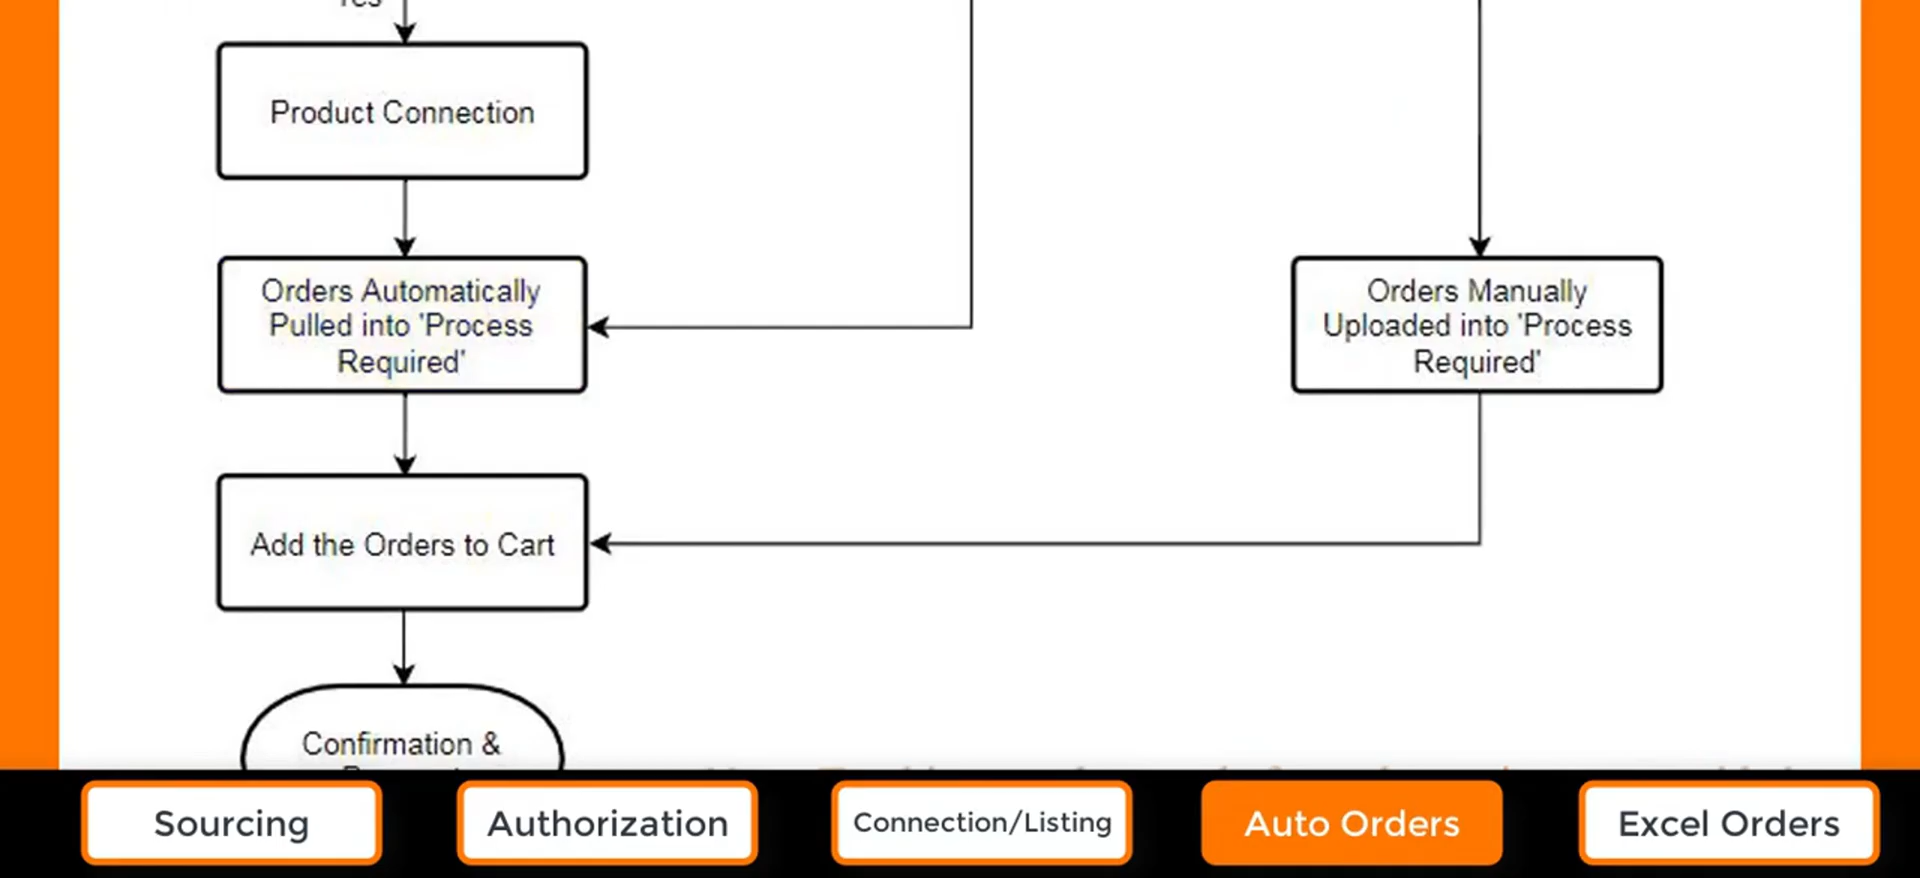 Yes
Product Connection
Orders Automatically
Pulled into 'Process
Required'
Orders Manually
Uploaded into 'Process
Required'
Add the Orders to Cart
Confirmation &
Sourcing
Authorization
Connection/Listing
Auto Orders
Excel Orders